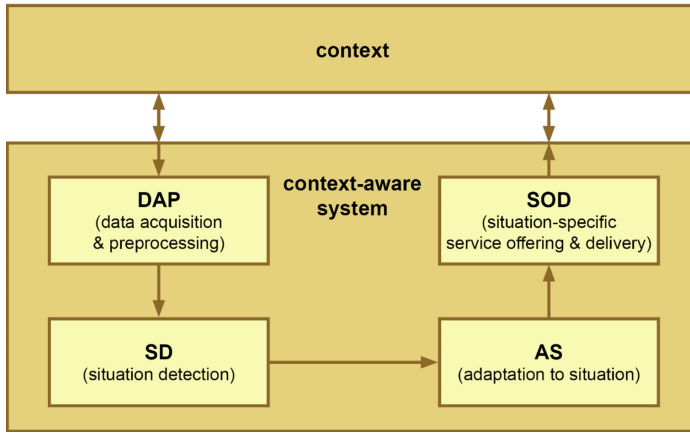 context
context-aware
system
DAP
(data acquisition
& preprocessing)
SOD
(situation-specific
service offering & delivery)
SD
(situation detection)
AS
(adaptation to situation)